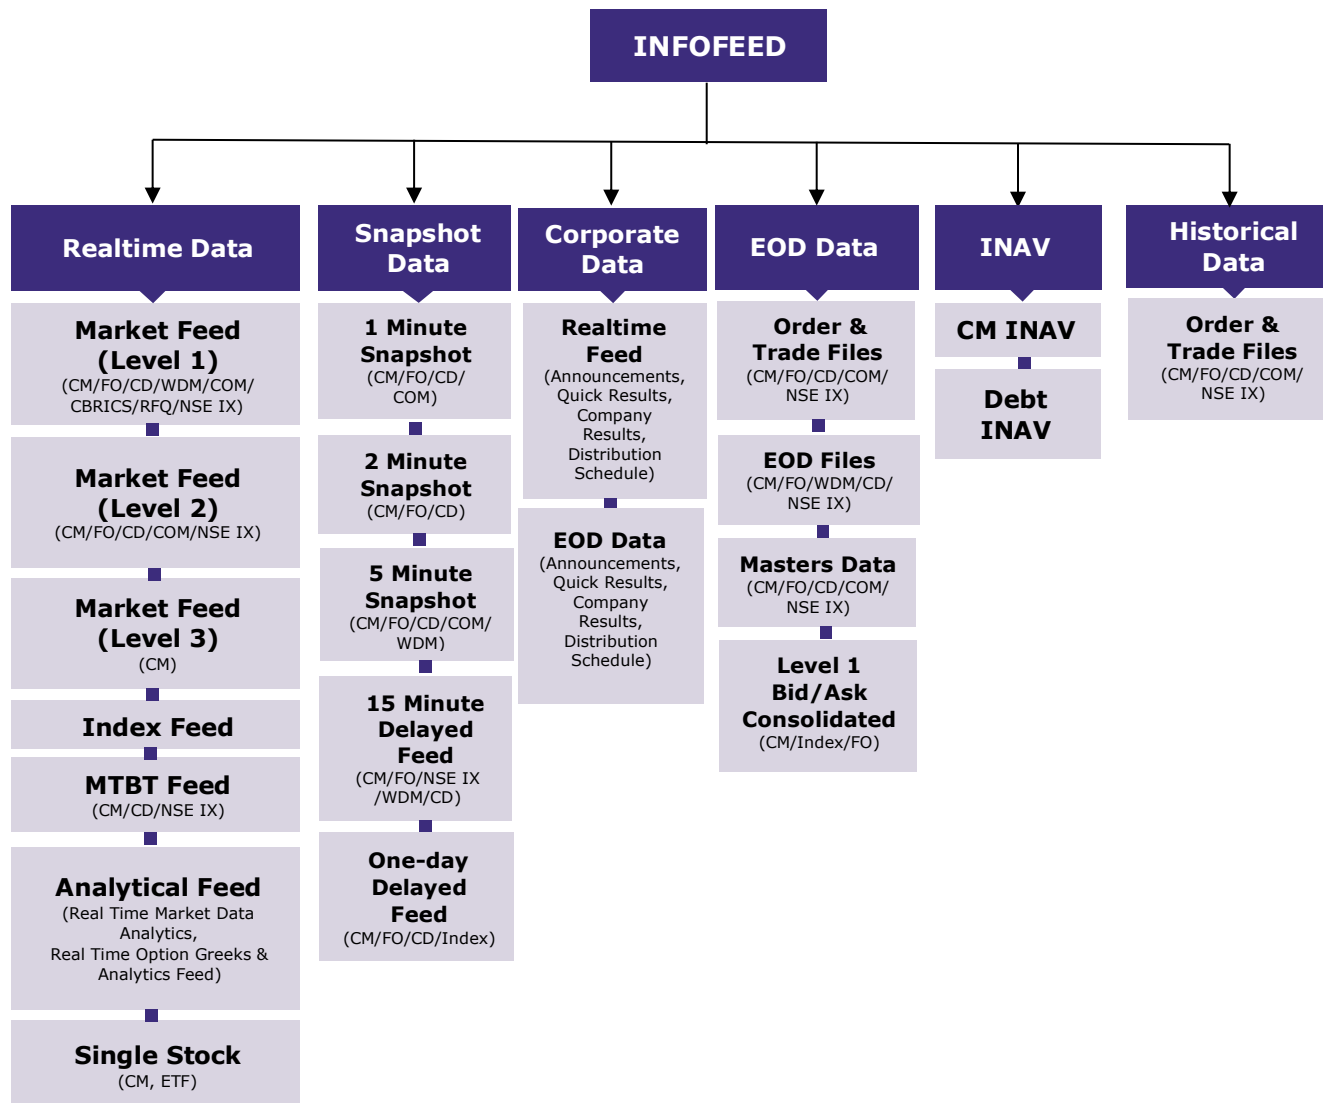 INFOFEED
Realtime Data
Market Feed
(Level 1)
(CM/FO/CD/WDM/COM/
CBRICS/RFQ/NSE IX)
Market Feed
(Level 2)
(CM/FO/CD/COM/NSE IX)
Market Feed
(Level 3)
(CM)
Index Feed
MTBT Feed
(CM/CD/NSE IX)
Analytical Feed
(Real Time Market Data
Analytics,
Real Time Option Greeks &
Analytics Feed)
Single Stock
(CM, ETF)
Snapshot
Data
1 Minute
Snapshot
(CM/FO/CD/
COM)
2 Minute
Snapshot
(CM/FO/CD)
5 Minute
Snapshot
(CM/FO/CD/COM/
WDM)
15 Minute
Delayed
Feed
(CM/FO/NSE IX
/WDM/CD)
One-day
Delayed
Feed
(CM/FO/CD/Index)
Corporate
Data
Realtime
Feed
(Announcements,
Quick Results,
Company
Results,
Distribution
Schedule)
EOD Data
(Announcements,
Quick Results,
Company
Results,
Distribution
Schedule)
EOD Data
Order &
Trade Files
(CM/FO/CD/COM/
NSE IX)
EOD Files
(CM/FO/WDM/CD/
NSE IX)
Masters Data
(CM/FO/CD/COM/
NSE IX)
Level 1
Bid/Ask
Consolidated
(CM/Index/FO)
INAV
CM INAV
Debt
INAV
Historical
Data
Order &
Trade Files
(CM/FO/CD/COM/
NSE IX)